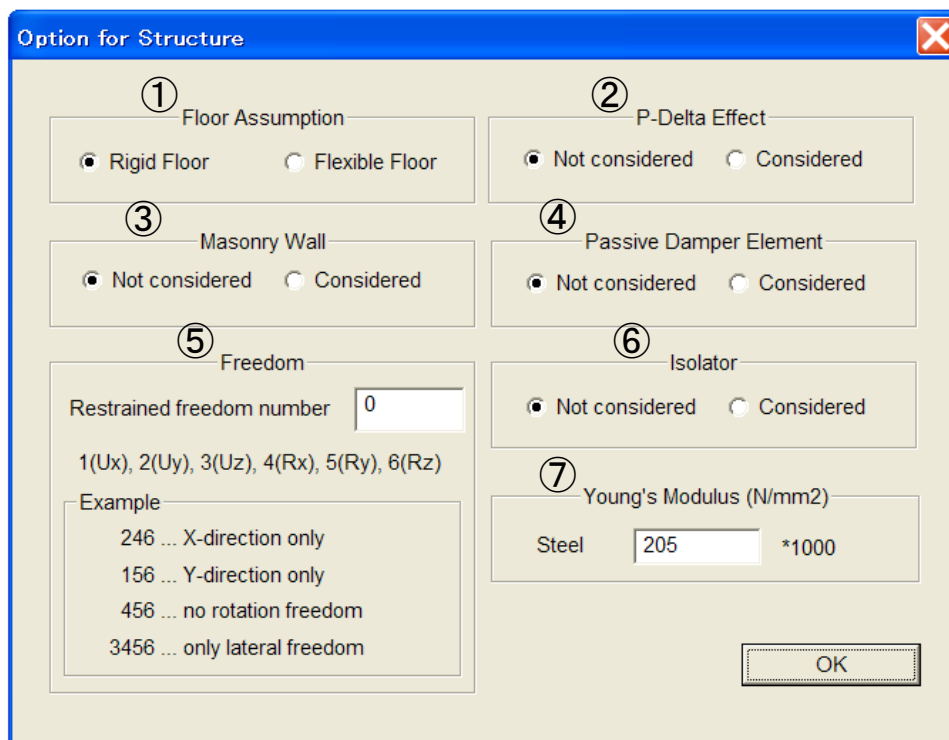 Option for Structure
① ②
Floor Assumption P-Delta Effect
Rigid Floor Flexible Floor Not considered Considered
③ ④
Masonry Wall Passive Damper Element
Not considered Considered Not considered Considered
⑤ ⑥
Freedom Isolator
Restrained freedom number 0 Not considered Considered
1(Ux), 2(Uy), 3(Uz), 4(Rx), 5(Ry), 6(Rz)
⑦
Example Young's Modulus (N/mm2)
246 ... X-direction only Steel 205 *1000
156 ... Y-direction only
456 ... no rotation freedom
3456 ... only lateral freedom
OK